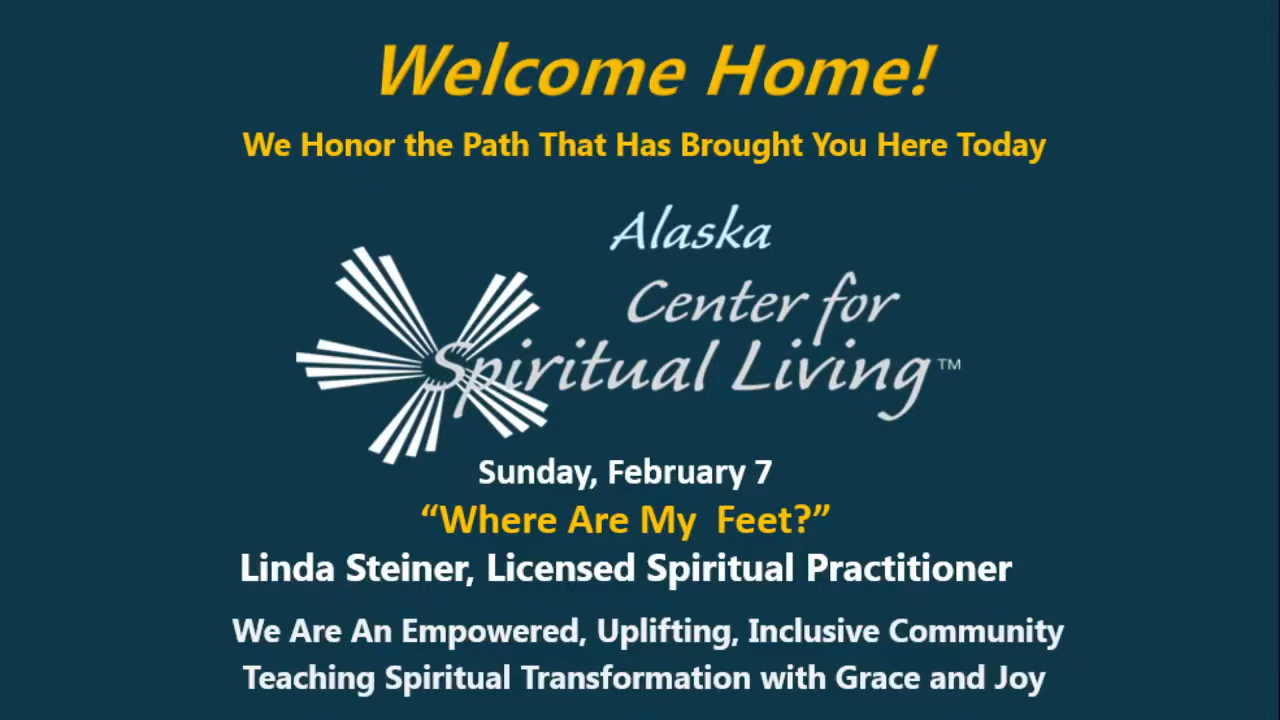 Welcome Home!
We Honor the Path That Has Brought You Here Today
Alaska
Center for
Spiritual Living™
Sunday, February 7
“Where Are My  Feet?”
Linda Steiner, Licensed Spiritual Practitioner
We Are An Empowered, Uplifting, Inclusive Community
Teaching Spiritual Transformation with Grace and Joy